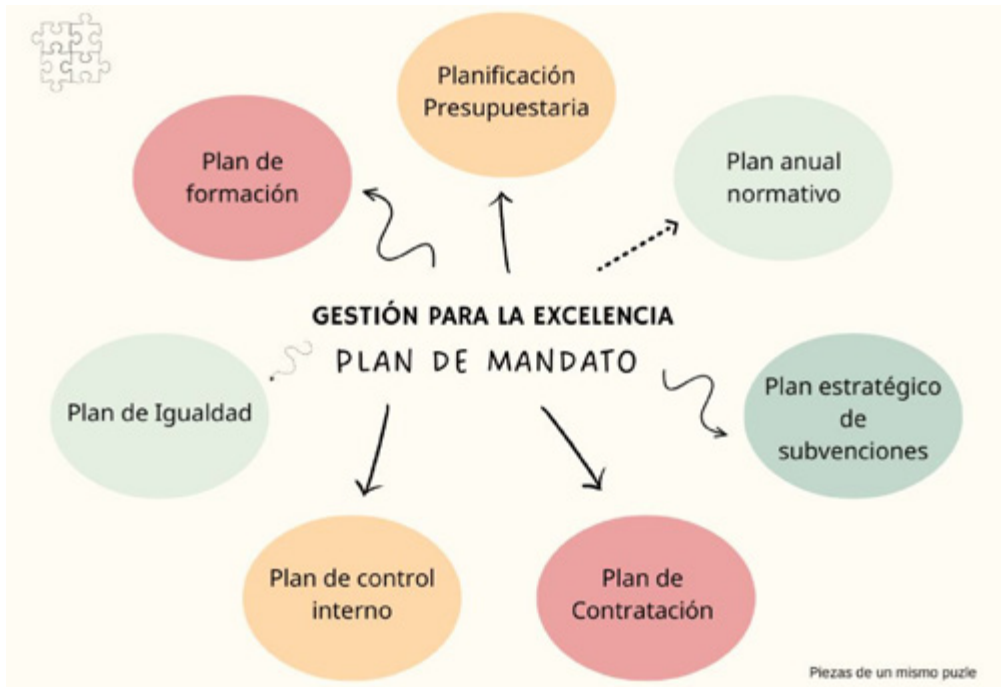 Planificación
Presupuestaria
Plan de
formación
Plan anual
normativo
GESTIÓN PARA LA EXCELENCIA
PLAN DE MANDATO
Plan de Igualdad
Plan estratégico
de
subvenciones
Plan de control
interno
Plan de
Contratación
Piezas de un mismo puzle